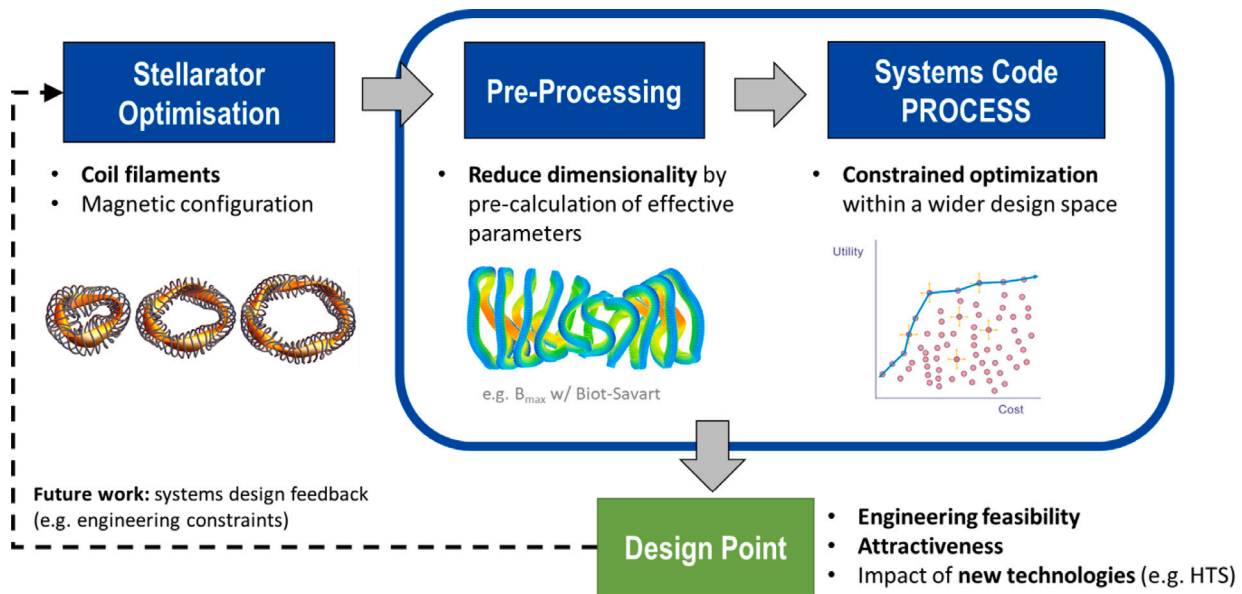 Stellarator
Optimisation
Pre-Processing
Systems Code
PROCESS
• Coil filaments
• Magnetic configuration
• Reduce dimensionality by
pre-calculation of effective
parameters
• Constrained optimization
within a wider design space
Utility
Cost
e.g. Bmax w/ Biot-Savart
Future work: systems design feedback
(e.g. engineering constraints)
Design Point
• Engineering feasibility
• Attractiveness
• Impact of new technologies (e.g. HTS)